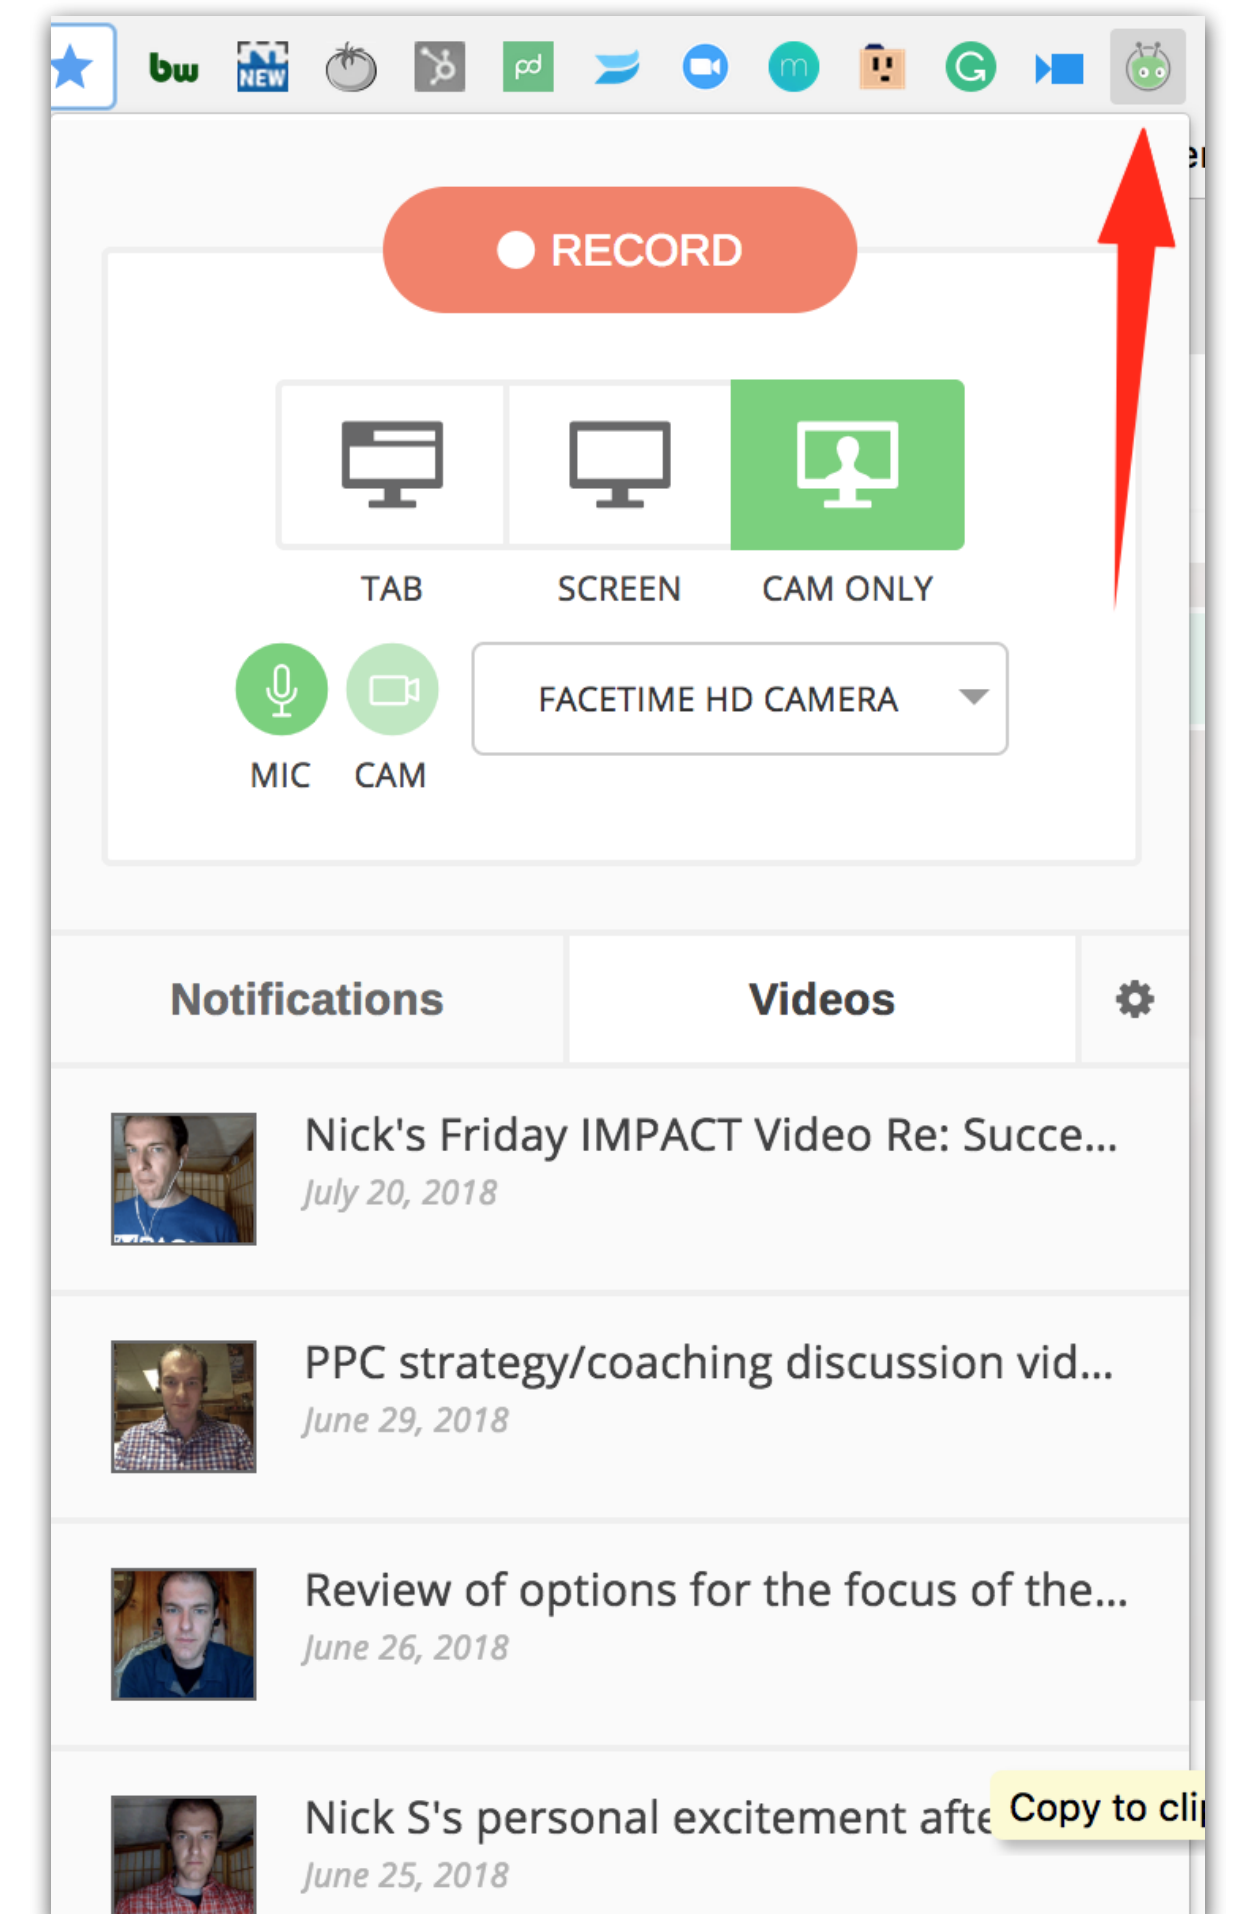 bw
NEW
pd
m
G
RECORD
TAB
SCREEN
CAM ONLY
FACETIME HD CAMERA
MIC
CAM
Notifications
Videos
Nick's Friday IMPACT Video Re: Succe...
July 20, 2018
PPC strategy/coaching discussion vid...
June 29, 2018
Review of options for the focus of the...
June 26, 2018
Nick S's personal excitement afte
Copy to cli
June 25, 2018